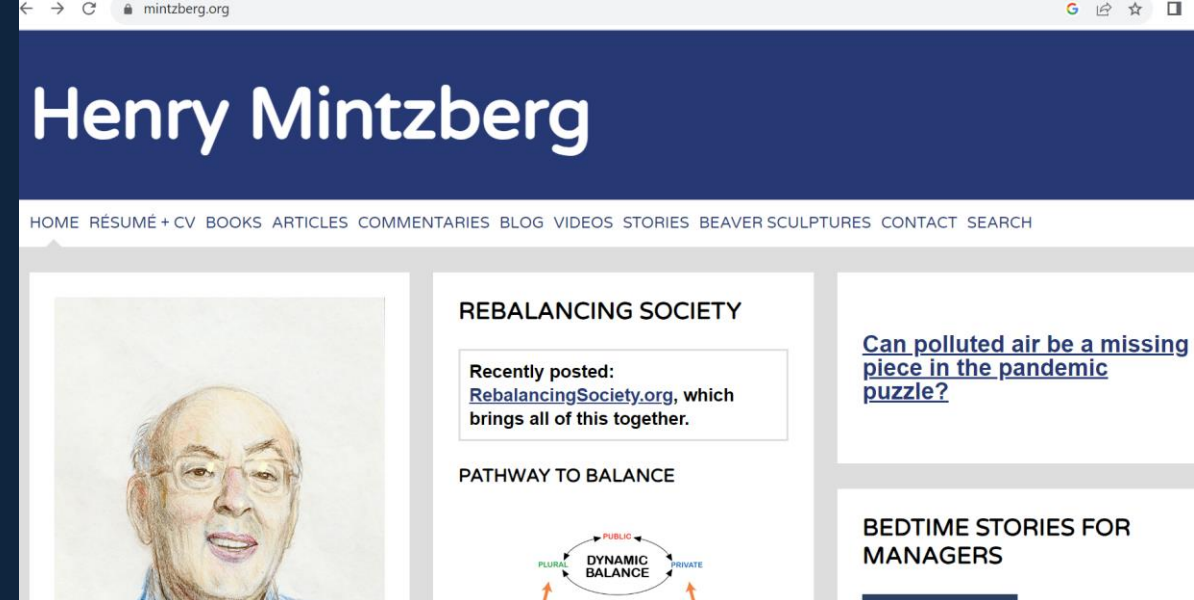 mintzberg.org
Henry Mintzberg
HOME RÉSUMÉ + CV BOOKS ARTICLES COMMENTARIES BLOG VIDEOS STORIES BEAVER SCULPTURES CONTACT SEARCH
REBALANCING SOCIETY
Recently posted:
RebalancingSociety.org, which
brings all of this together.
PATHWAY TO BALANCE
PUBLIC
PLURAL
DYNAMIC
BALANCE
PRIVATE
Can polluted air be a missing
piece in the pandemic
puzzle?
BEDTIME STORIES FOR
MANAGERS